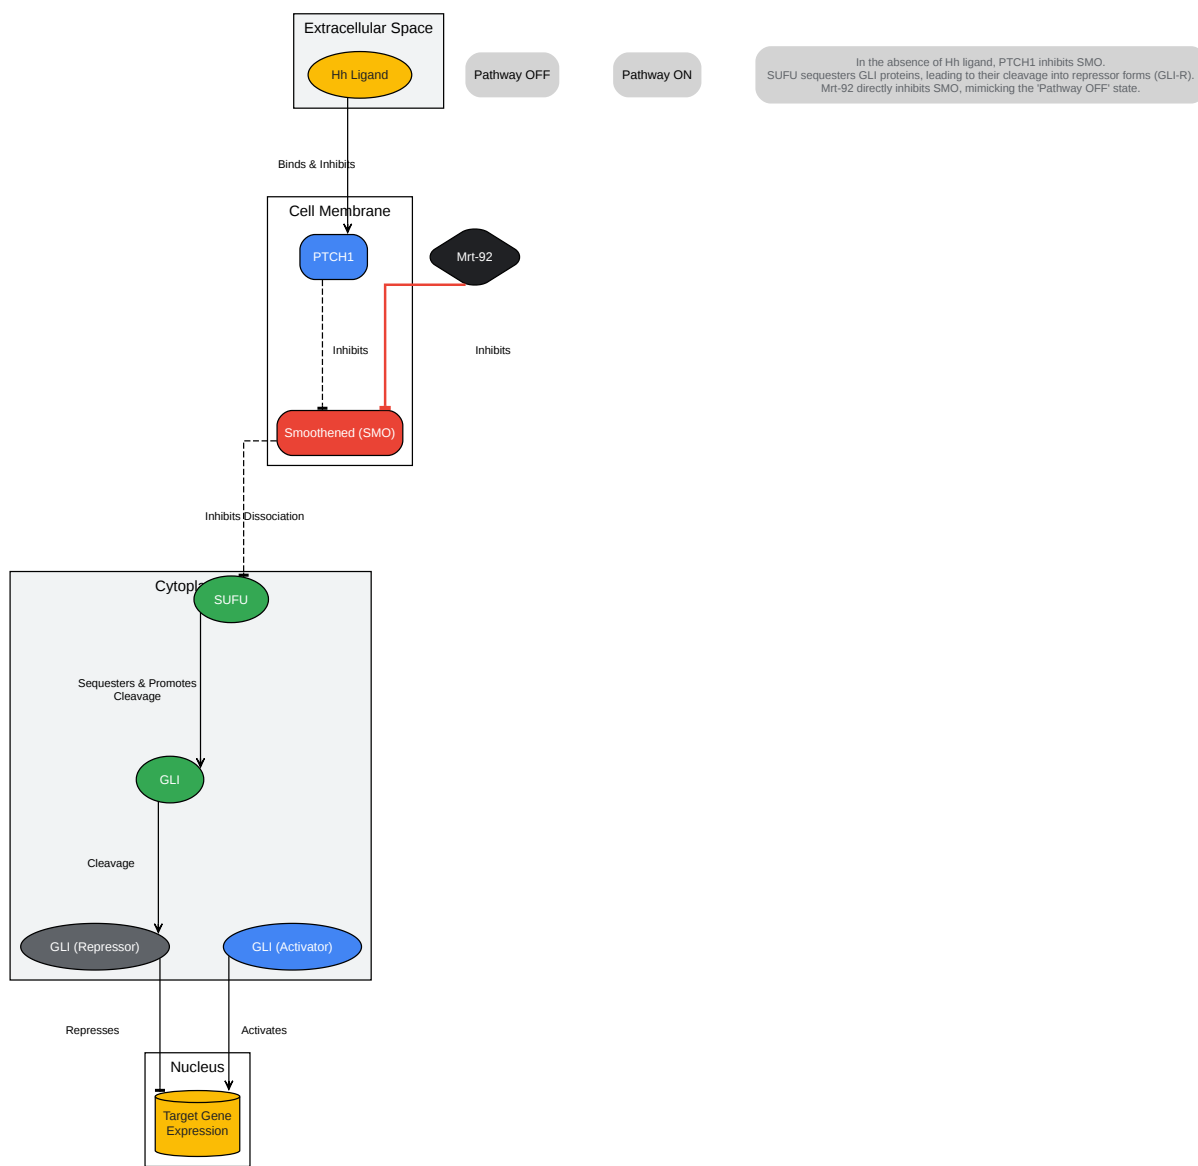 Extracellular Space
Hh Ligand
Pathway OFF
Pathway ON
In the absence of Hh ligand, PTCH1 inhibits SMO.
SUFU sequesters GLI proteins, leading to their cleavage into repressor forms (GLI-R).
Mrt-92 directly inhibits SMO, mimicking the 'Pathway OFF' state.
Binds & Inhibits
Cell Membrane
PTCH1
Mrt-92
Inhibits
Inhibits
Smoothened (SMO)
Inhibits Dissociation
Cytopla
SUFU
Sequesters & Promotes
Cleavage
GLI
Cleavage
GLI (Repressor)
GLI (Activator)
Represses
Activates
Nucleus
Target Gene
Expression